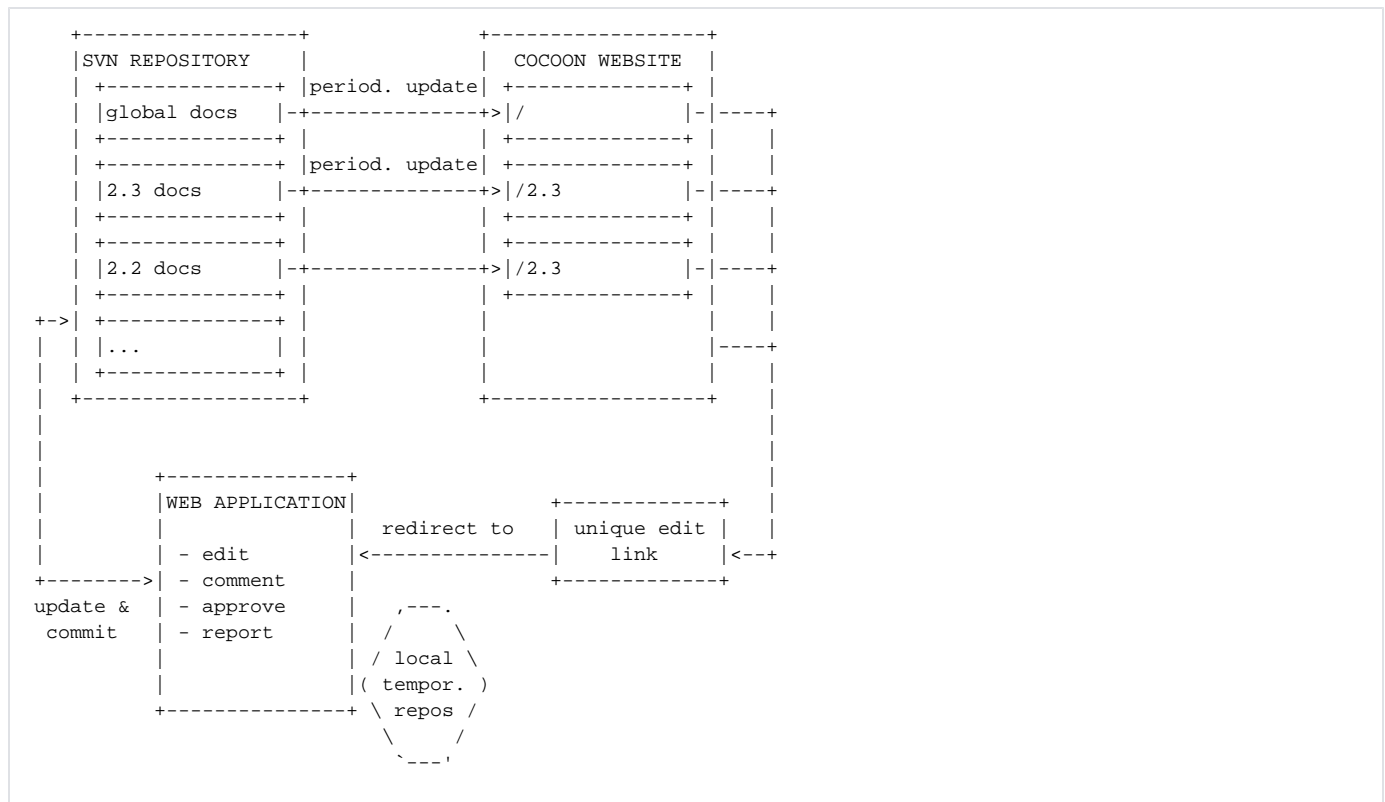 SVN REPOSITORY COCOON WEBSITE
period. update
global docs /
period. update
2.3 docs /2.3
2.2 docs /2.3
...
WEB APPLICATION
redirect to unique edit
- edit link
- comment
update & - approve
commit - report
local
tempor.
repos